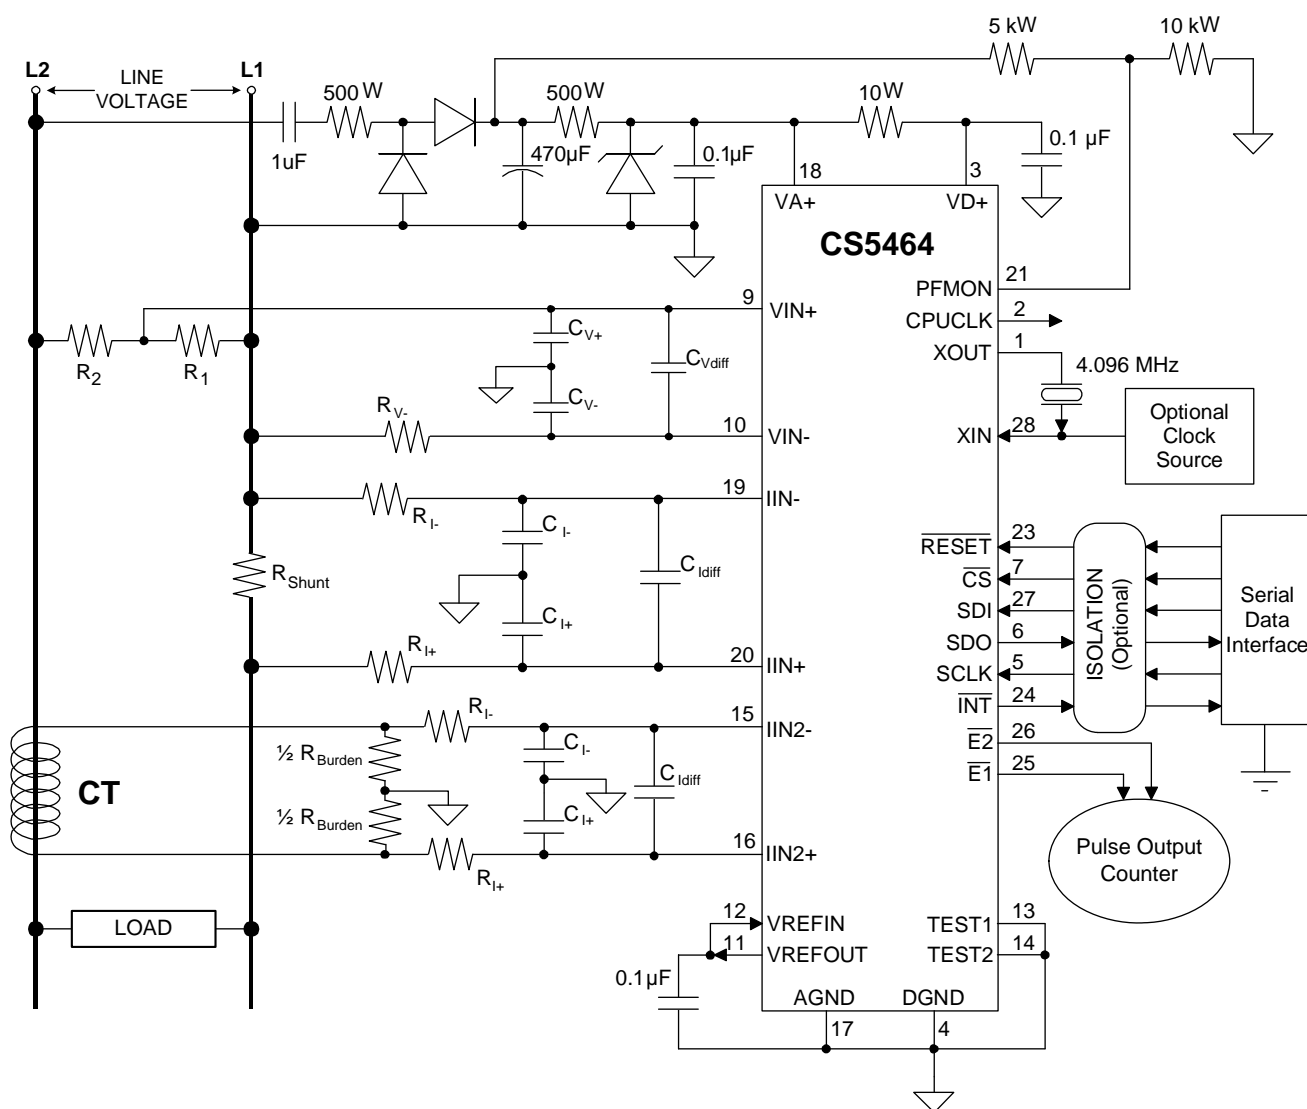 5 kW
10 kW
L2
L1
LINE
VOLTAGE
500 W
500 W
10 W
1uF
470µF
0.1µF
0.1 µF
18
3
VA+
VD+
CS5464
21
PFMON
2
CPUCLK
1
XOUT
4.096 MHz
28
XIN
Optional
Clock
Source
9
VIN+
C V+
C Vdiff
C V-
R2
R1
R V-
10
VIN-
19
IIN-
R I-
C I-
C Idiff
R Shunt
C I+
R I+
20
IIN+
RESET
23
CS
7
SDI
27
SDO
6
SCLK
5
INT
24
E2
26
E1
25
ISOLATION
(Optional)
Serial
Data
Interface
Pulse Output
Counter
CT
R I-
15
IIN2-
½ R Burden
C I-
C Idiff
½ R Burden
C I+
R I+
16
IIN2+
LOAD
12
VREFIN
11
VREFOUT
0.1µF
TEST1
13
TEST2
14
AGND
DGND
17
4